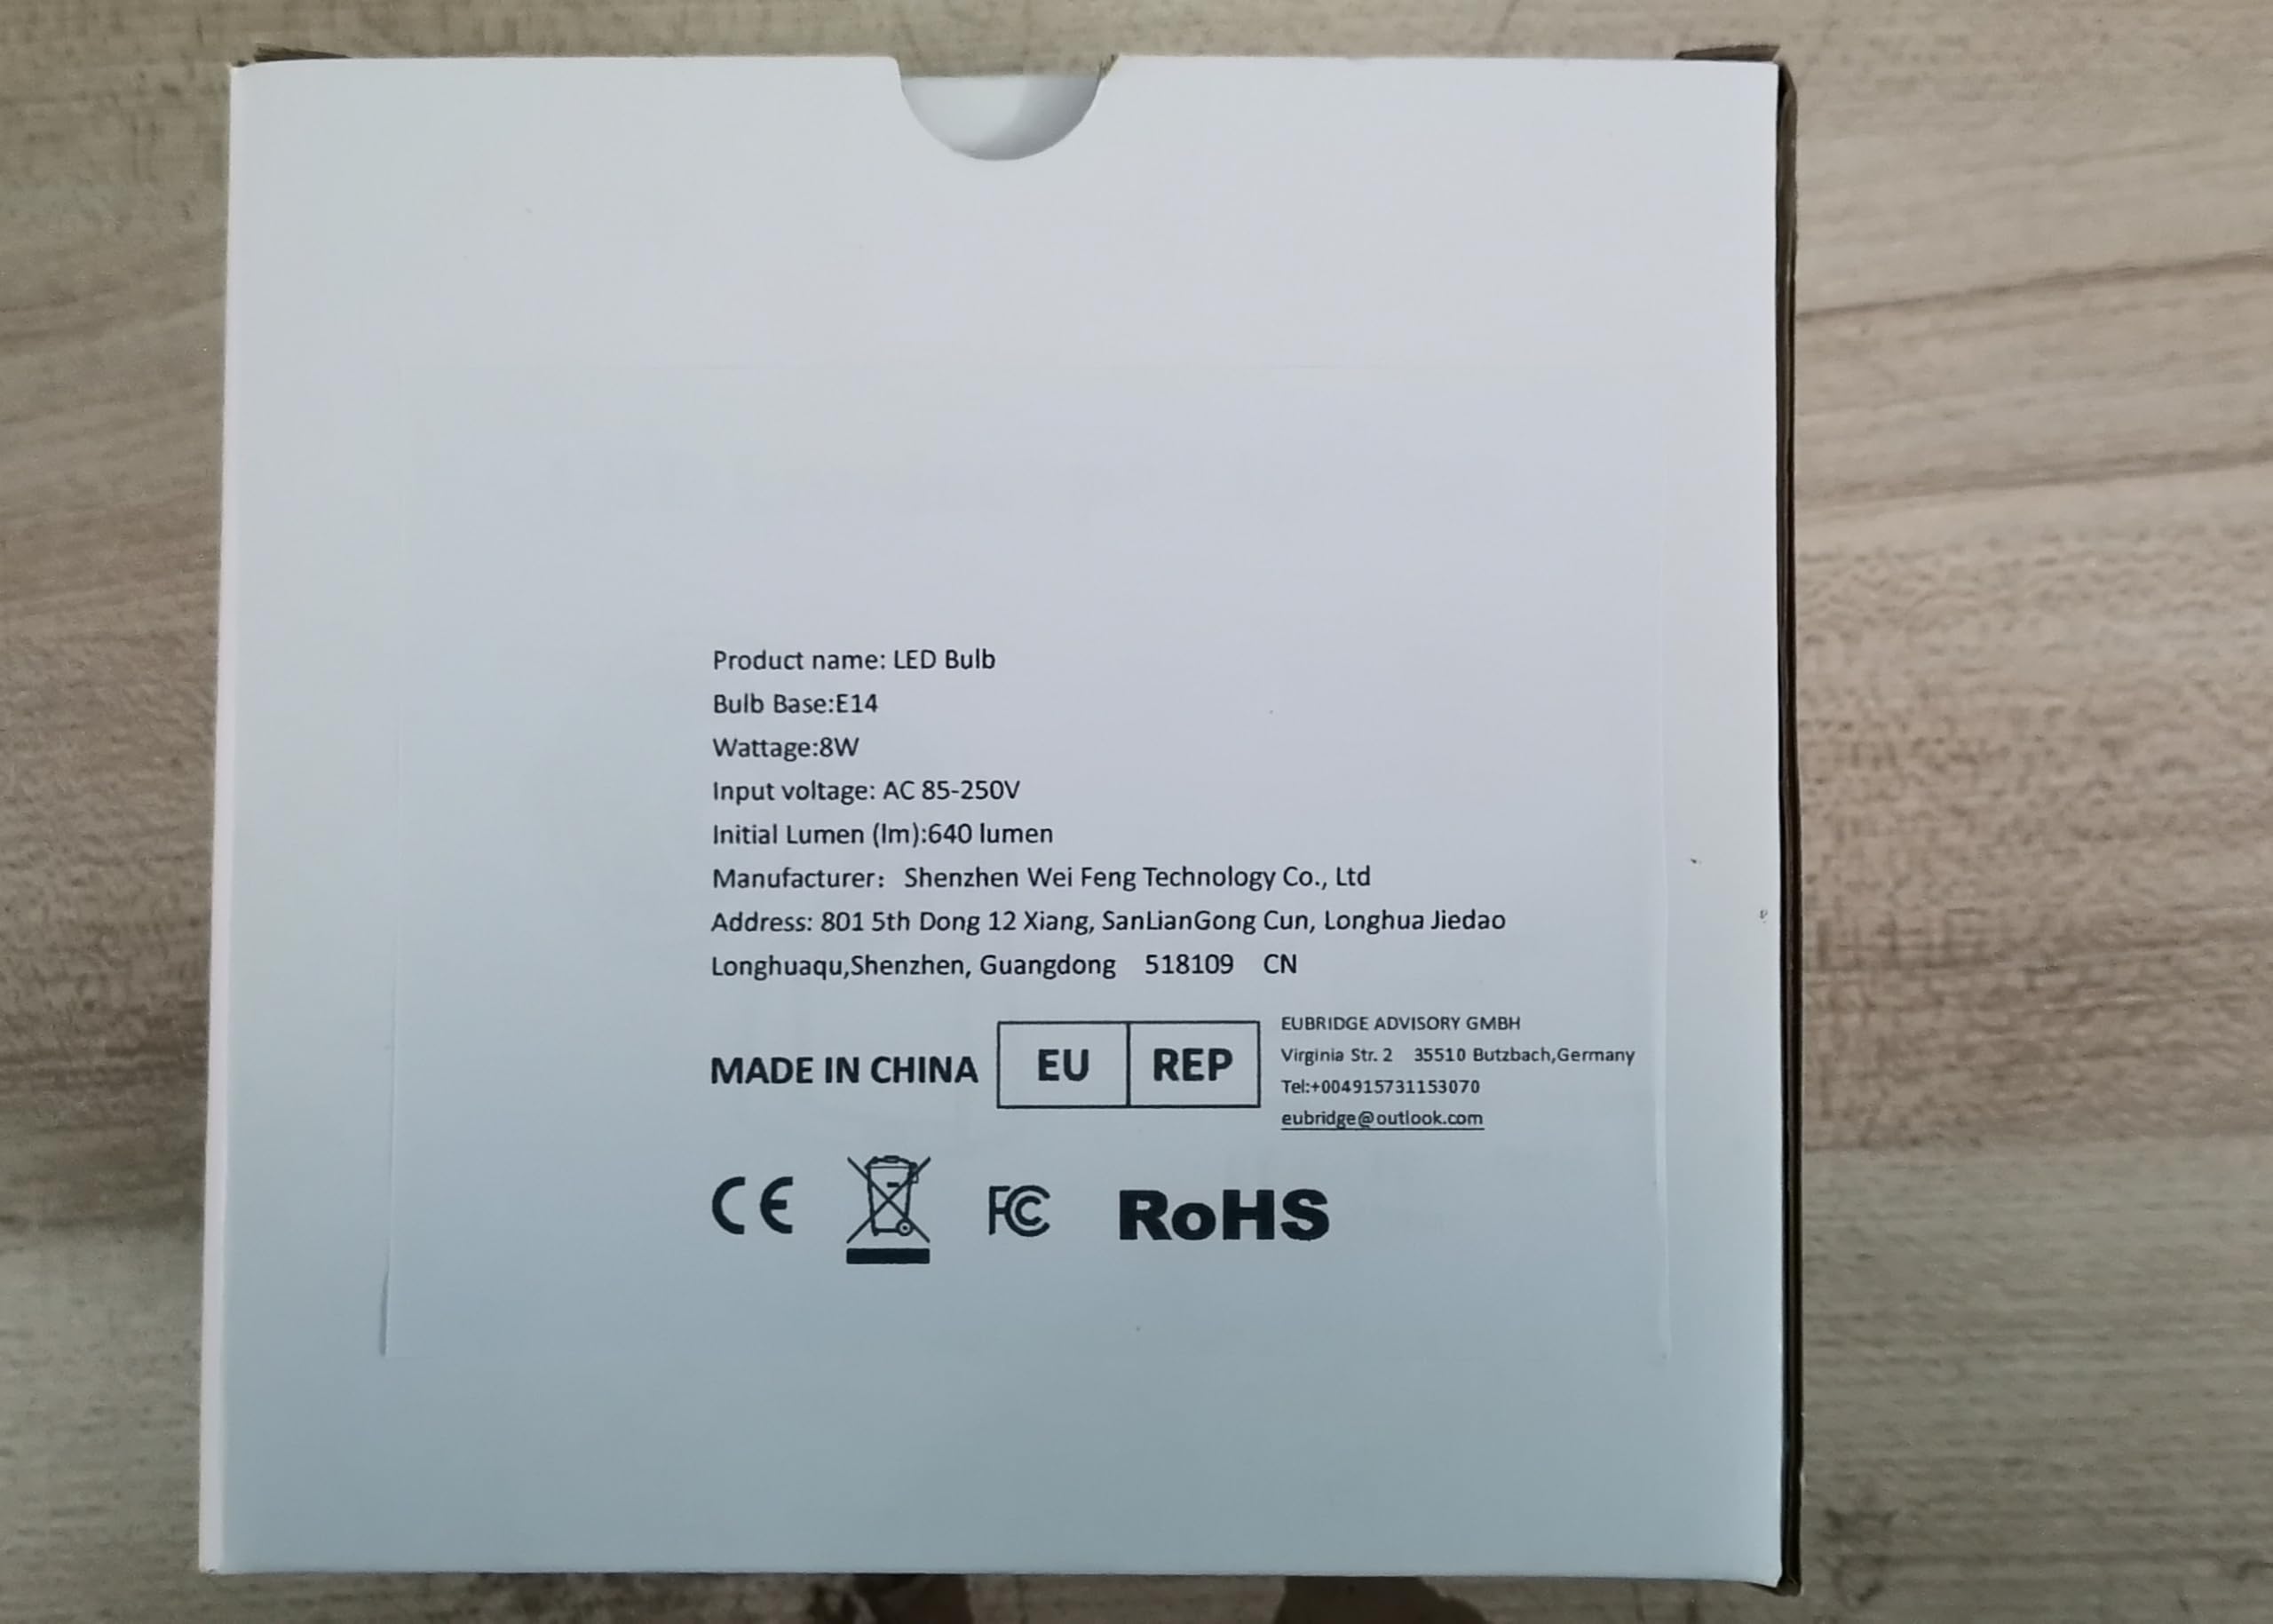 Product name: LED Bulb
Bulb Base:E14
Wattage:8W
Input voltage: AC 85-250V
Initial Lumen (lm):640 lumen
Manufacturer: Shenzhen Wei Feng Technology Co., Ltd
Address: 801 5th Dong 12 Xiang, SanLianGong Cun, Longhua Jiedao
Longhuaqu,Shenzhen, Guangdong 518109 CN
MADE IN CHINA
EU REP
EUBRIDGE ADVISORY GMBH
Virginia Str. 2 35510 Butzbach,Germany
Tel:+004915731153070
eubridge@outlook.com
CE FC RoHS